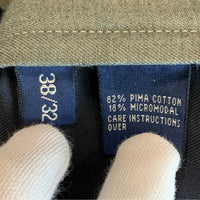 38/32
82% PIMA COTTON
18% MICROMODAL
CARE INSTRUCTIONS
OVER